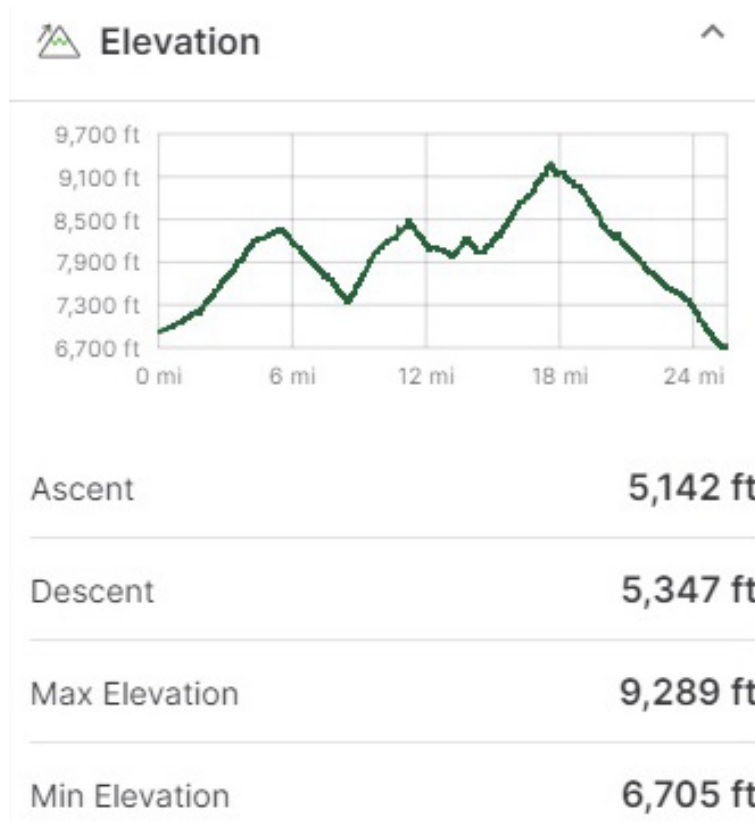 Elevation
9,700 ft
9,100 ft
8,500 ft
7,900 ft
7,300 ft
6,700 ft
0 mi 6 mi 12 mi 18 mi 24 mi
Ascent 5,142 ft
Descent 5,347 ft
Max Elevation 9,289 ft
Min Elevation 6,705 ft